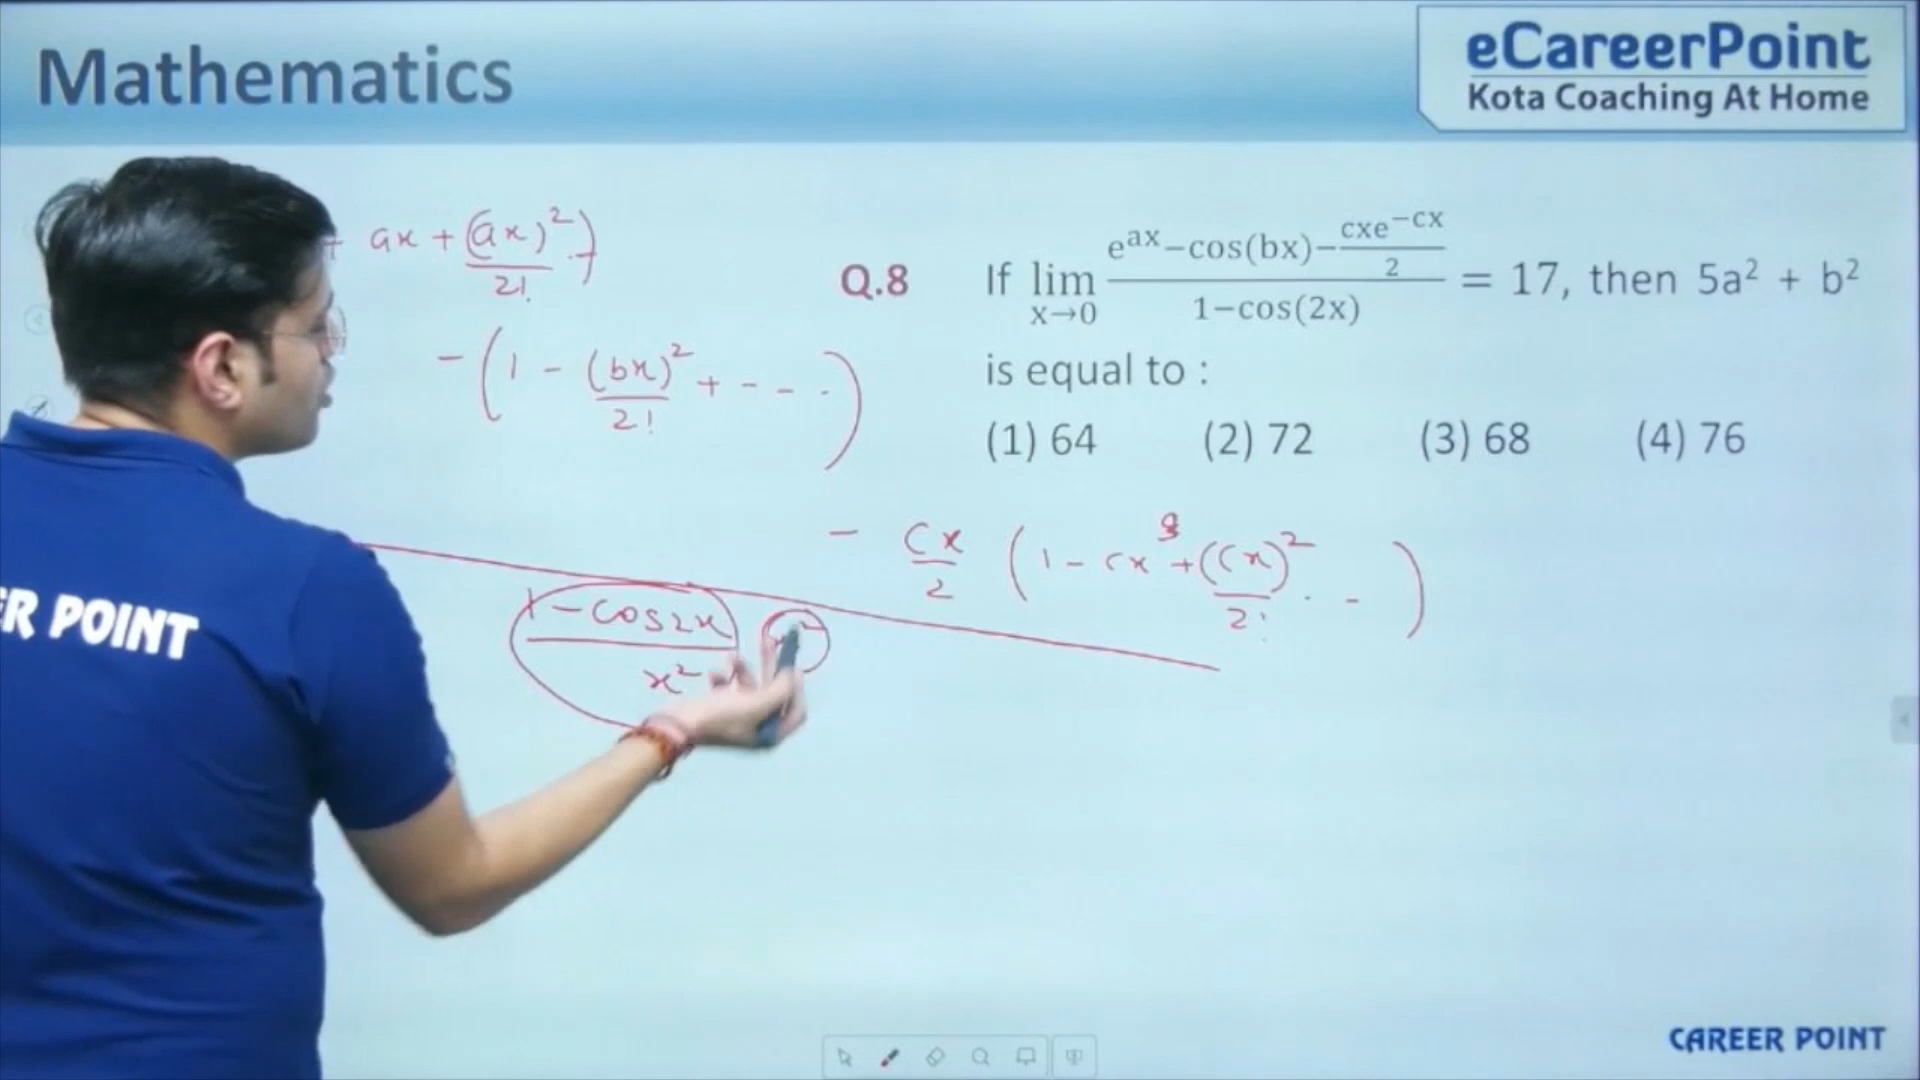 Mathematics
eCareerPoint
Kota Coaching At Home
+ ax + (ax)²/2! · +)
- (1 - (bx)²/2! + - - ·)
Q.8 If lim x→0 (e^{ax}−cos(bx)−(cxe^{−cx})/2)/(1−cos(2x)) = 17, then 5a² + b²
is equal to :
(1) 64 (2) 72 (3) 68 (4) 76
- cx/2 (1 - cx + (cx)²/2! · - )
(1 - cos2x)/x²
ER POINT
CAREER POINT